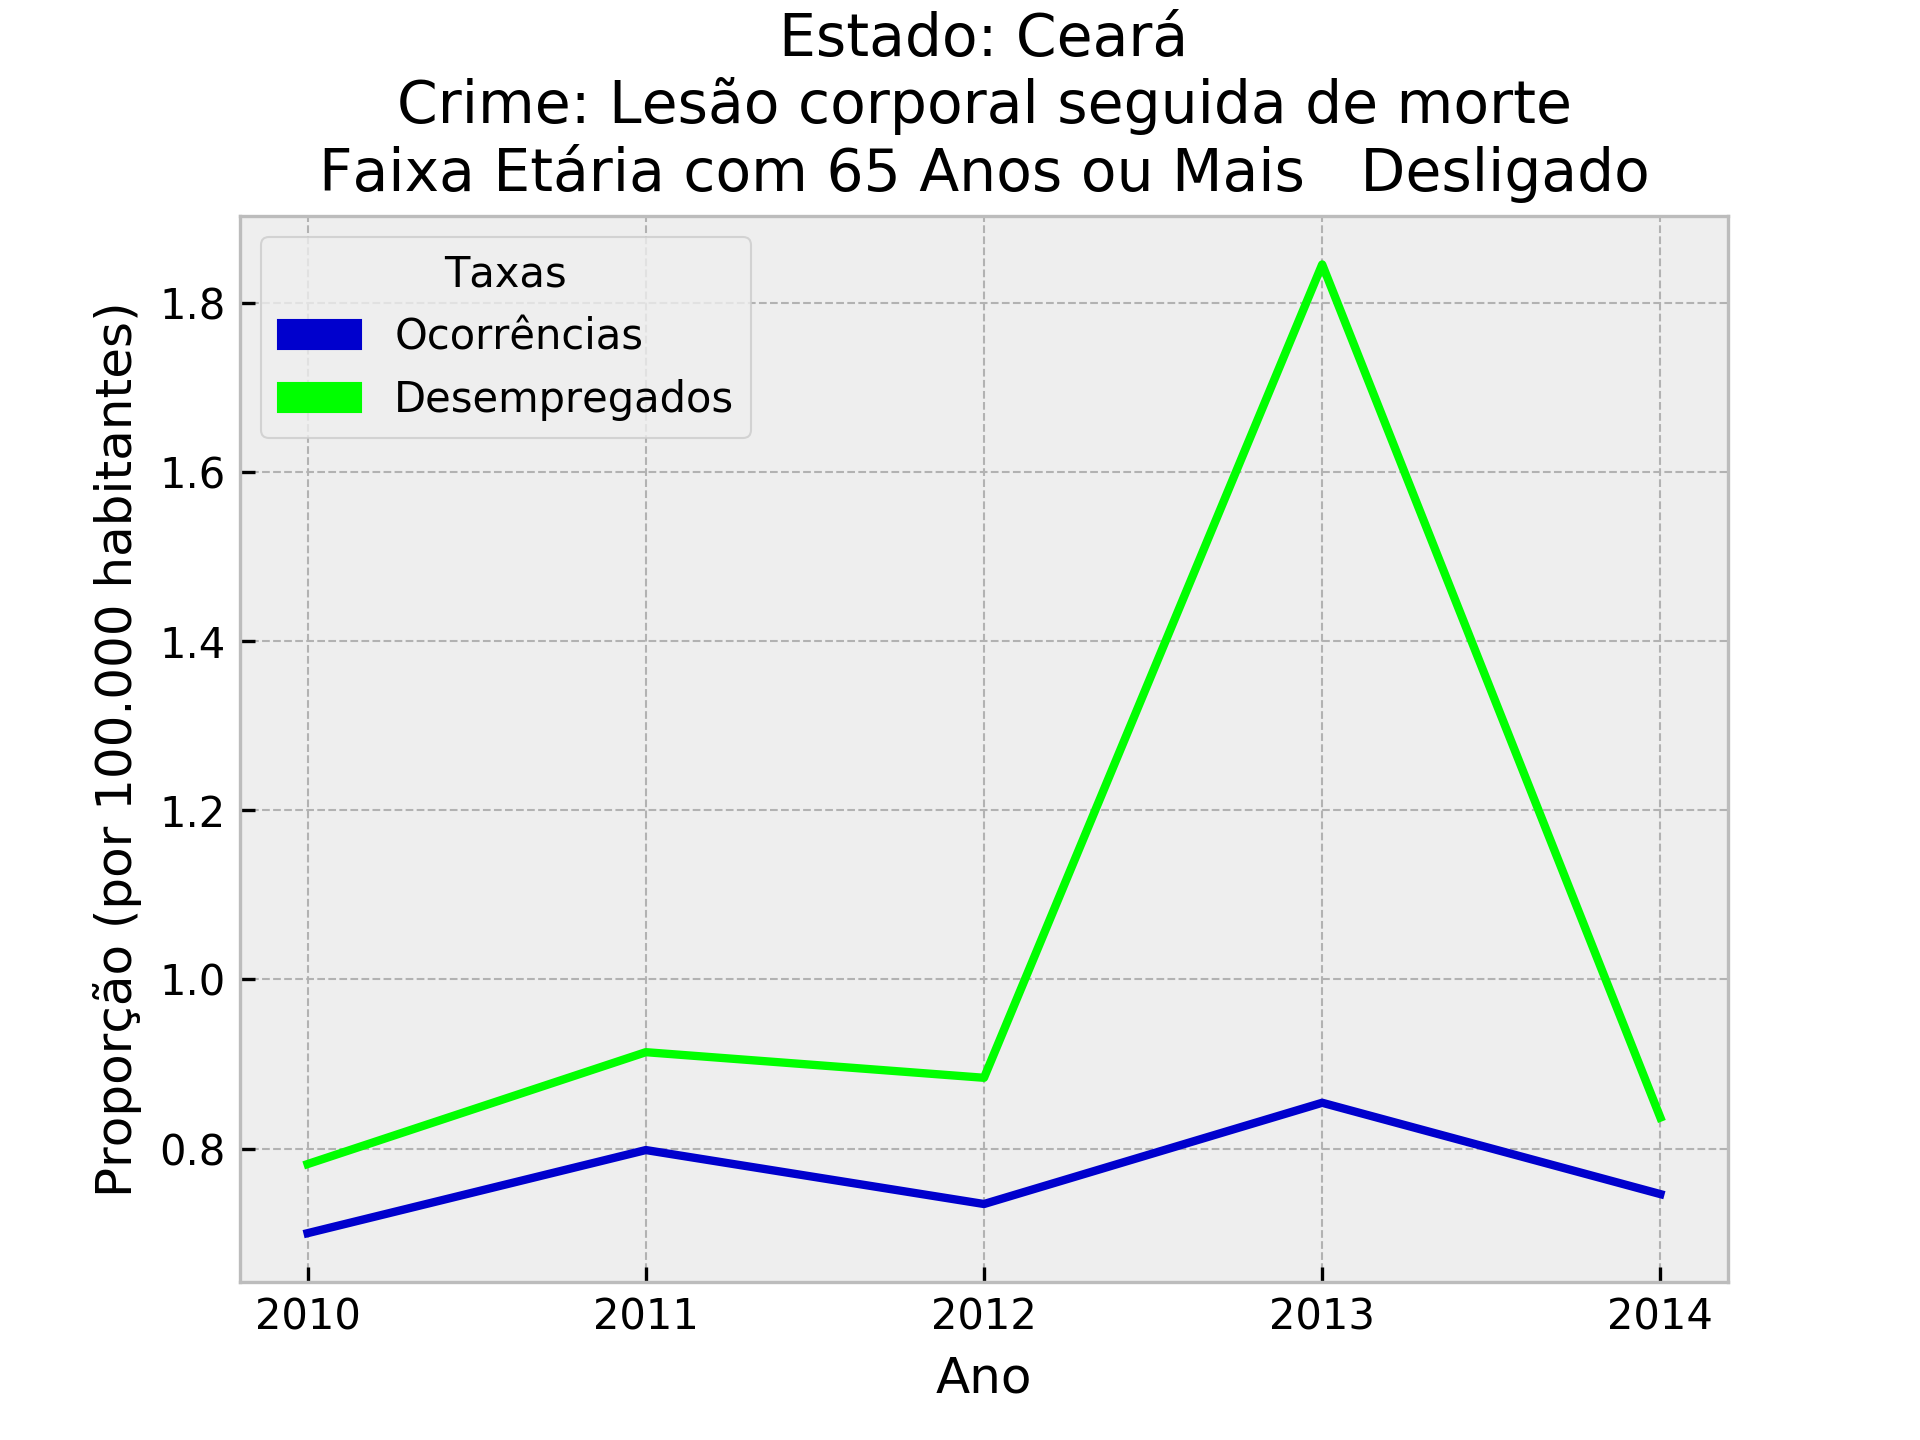 Estado: Ceará
Crime: Lesão corporal seguida de morte
Faixa Etária com 65 Anos ou Mais   Desligado
Taxas
Ocorrências
Desempregados
Proporção (por 100.000 habitantes)
1.8
1.6
1.4
1.2
1.0
0.8
2010 2011 2012 2013 2014
Ano